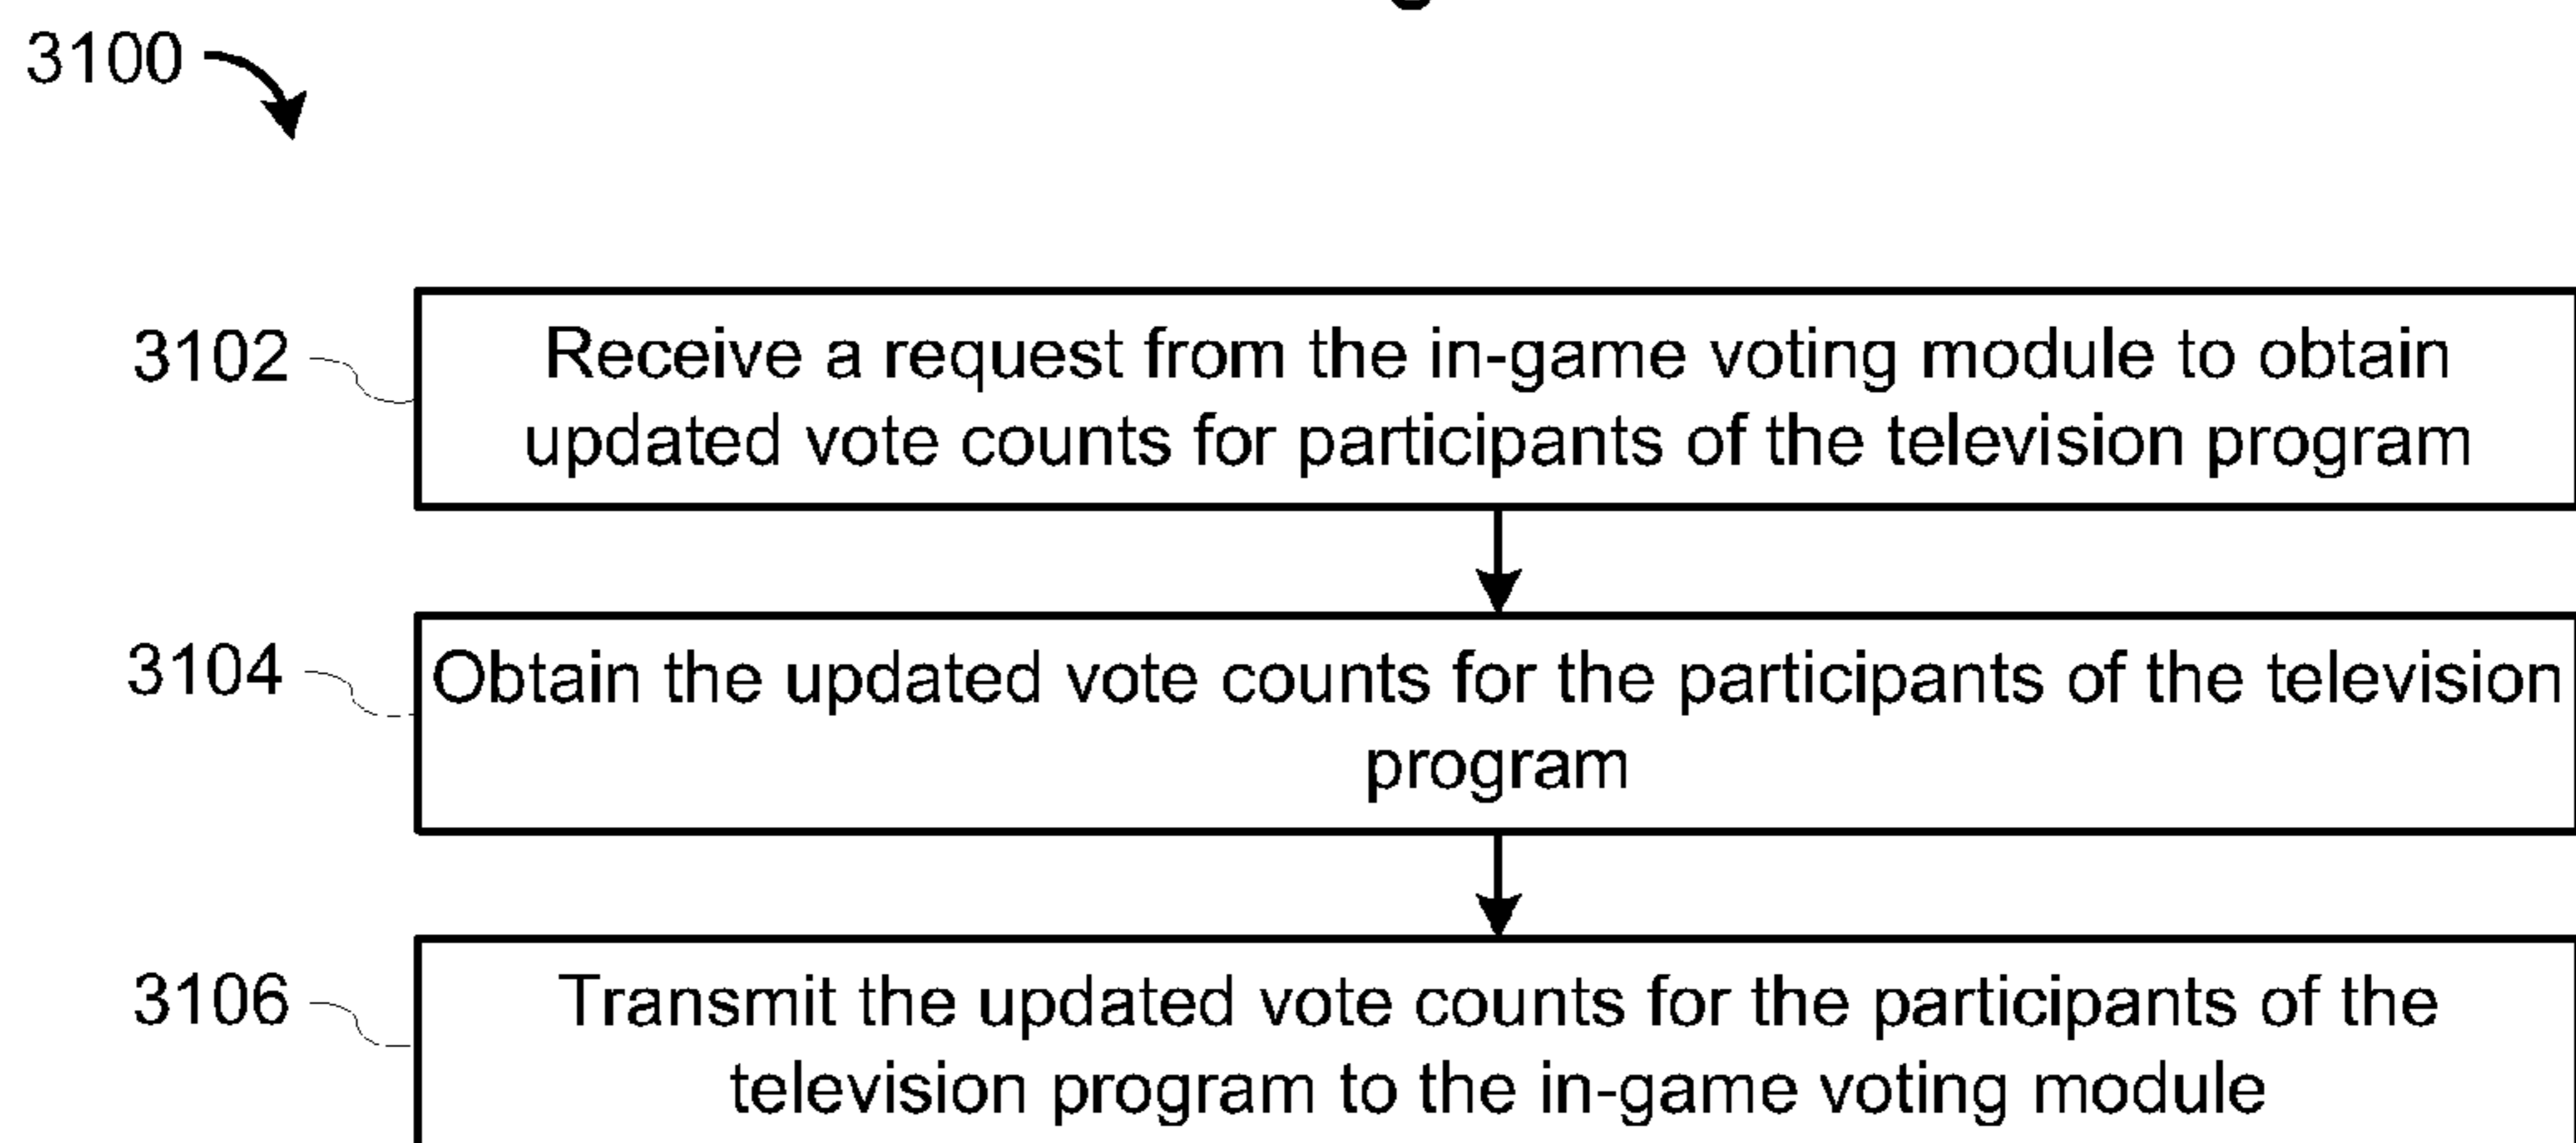 3100
3102
Receive a request from the in-game voting module to obtain
updated vote counts for participants of the television program
3104
Obtain the updated vote counts for the participants of the television
program
3106
Transmit the updated vote counts for the participants of the
television program to the in-game voting module